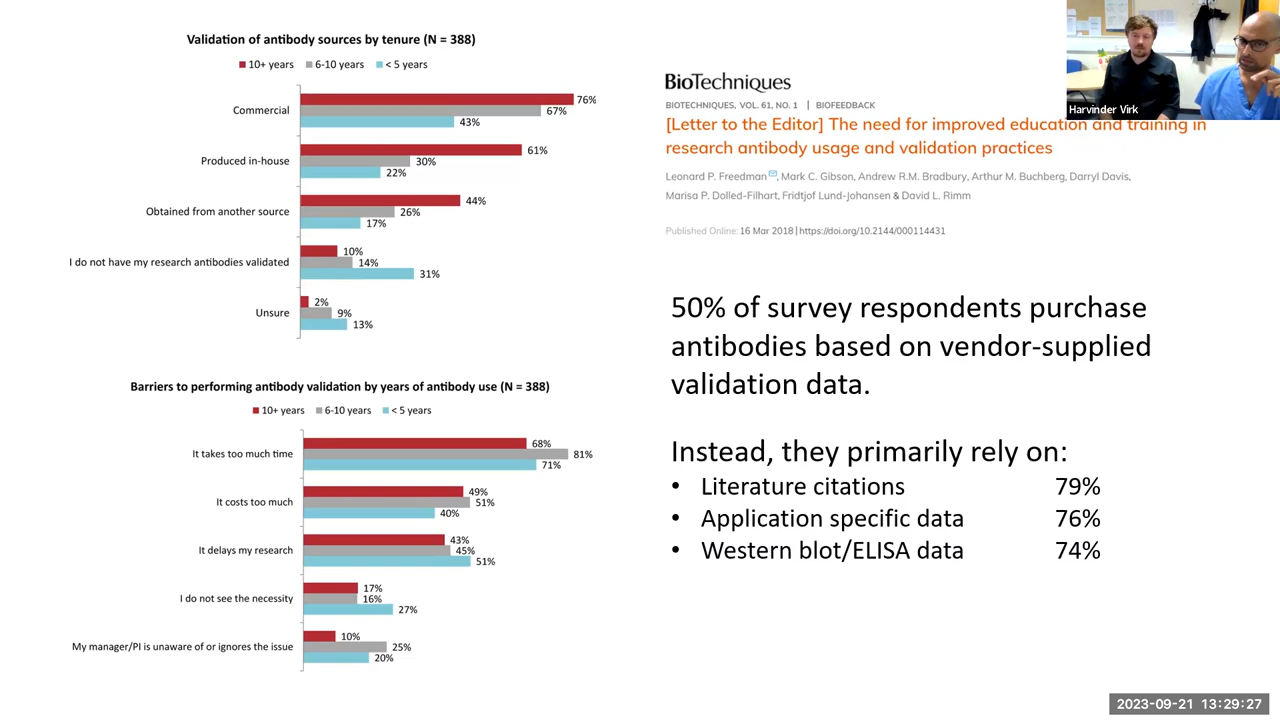 Validation of antibody sources by tenure (N = 388)
10+ years 6-10 years < 5 years
Commercial 76% 67% 43%
Produced in-house 61% 30% 22%
Obtained from another source 44% 26% 17%
I do not have my research antibodies validated 10% 14% 31%
Unsure 2% 9% 13%
Barriers to performing antibody validation by years of antibody use (N = 388)
10+ years 6-10 years < 5 years
It takes too much time 68% 81% 71%
It costs too much 49% 51% 40%
It delays my research 43% 45% 51%
I do not see the necessity 17% 16% 27%
My manager/PI is unaware of or ignores the issue 10% 25% 20%
BioTechniques
BIOTECHNIQUES, VOL. 61, NO. 1 | BIOFEEDBACK
[Letter to the Editor] The need for improved education and training in
research antibody usage and validation practices
Leonard P. Freedman, Mark C. Gibson, Andrew R.M. Bradbury, Arthur M. Buchberg, Darryl Davis,
Marisa P. Dolled-Filhart, Fridtjof Lund-Johansen & David L. Rimm
Published Online: 16 Mar 2018 | https://doi.org/10.2144/000114431
50% of survey respondents purchase
antibodies based on vendor-supplied
validation data.
Instead, they primarily rely on:
• Literature citations 79%
• Application specific data 76%
• Western blot/ELISA data 74%
Harvinder Virk
2023-09-21 13:29:27